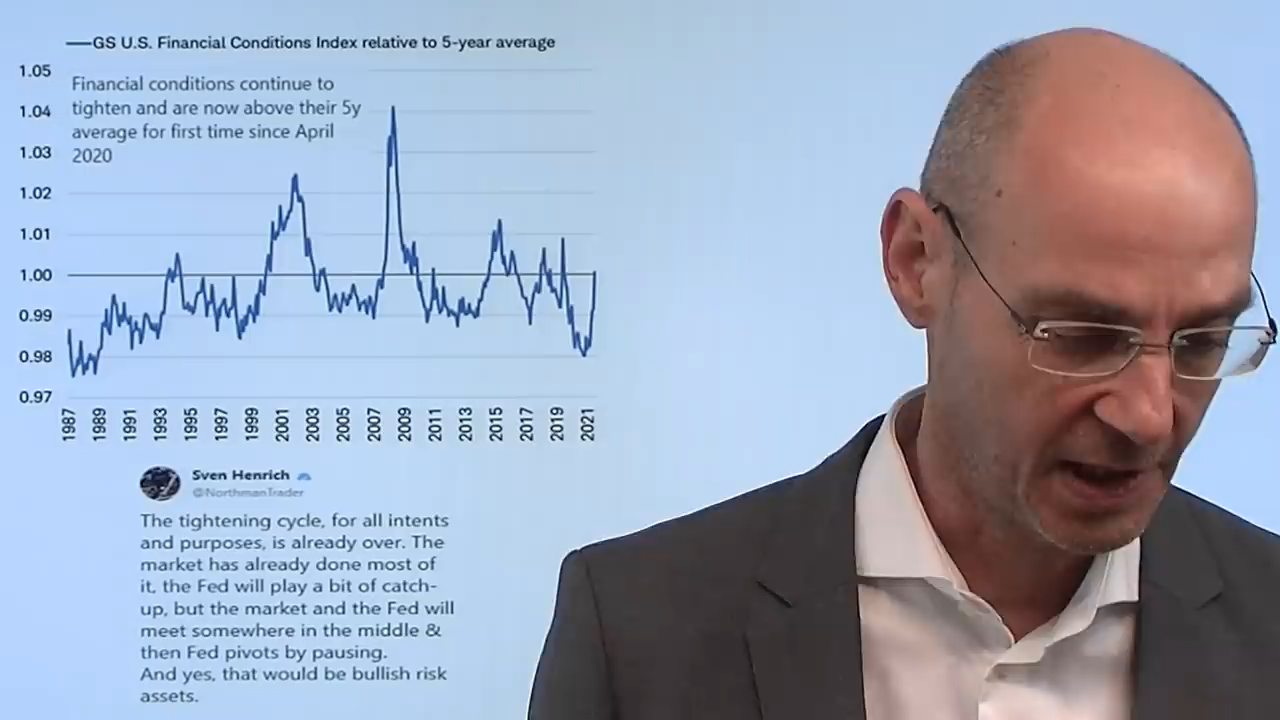 GS U.S. Financial Conditions Index relative to 5-year average
1.05
Financial conditions continue to
tighten and are now above their 5y
average for first time since April
2020
1.04
1.03
1.02
1.01
1.00
0.99
0.98
0.97
1987 1989 1991 1993 1995 1997 1999 2001 2003 2005 2007 2009 2011 2013 2015 2017 2019 2021
Sven Henrich
@NorthmanTrader
The tightening cycle, for all intents
and purposes, is already over. The
market has already done most of
it, the Fed will play a bit of catch-
up, but the market and the Fed will
meet somewhere in the middle &
then Fed pivots by pausing.
And yes, that would be bullish risk
assets.